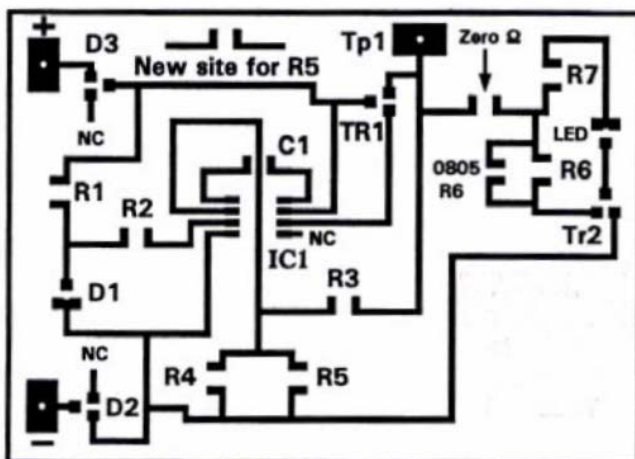 +
D3
Tp1
Zero Ω
New site for R5
R7
NC
TR1
LED
C1
0805
R6
R6
R1
R2
NC
Tr2
IC1
D1
R3
NC
R4
R5
D2
−